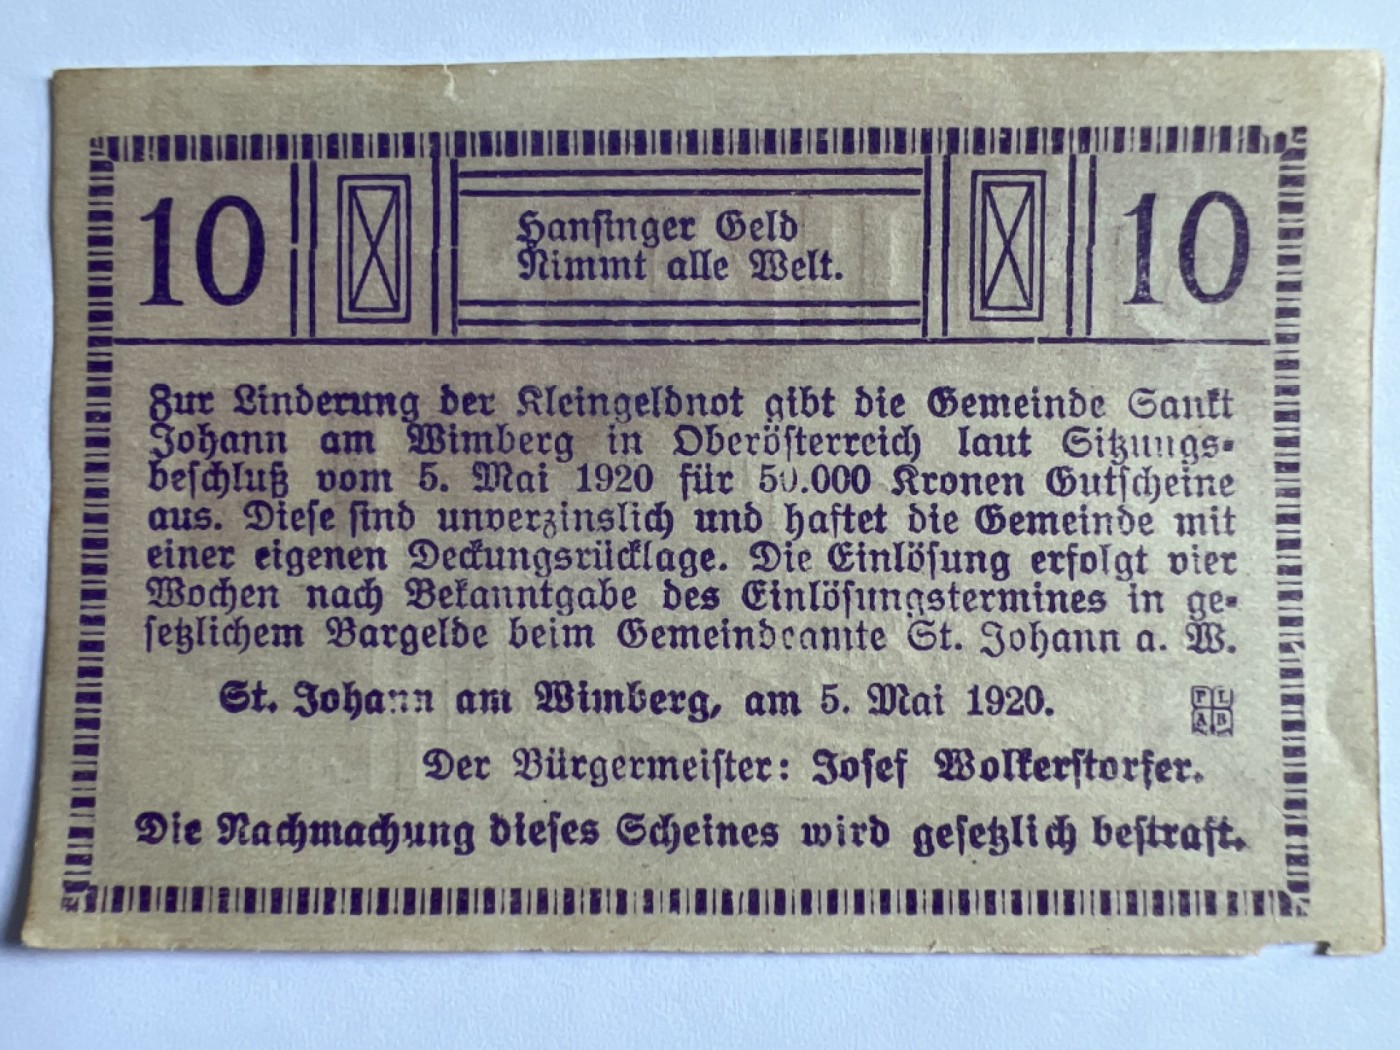 10
Hansinger Geld
Nimmt alle Welt.
10
Zur Linderung der Kleingeldnot gibt die Gemeinde Sankt
Johann am Wimberg in Oberösterreich laut Sitzungs-
beschluß vom 5. Mai 1920 für 50.000 Kronen Gutscheine
aus. Diese sind unverzinslich und haftet die Gemeinde mit
einer eigenen Deckungsrücklage. Die Einlösung erfolgt vier
Wochen nach Bekanntgabe des Einlösungstermines in ge-
setzlichem Bargelde beim Gemeindeamte St. Johann a. W.
St. Johann am Wimberg, am 5. Mai 1920.
FL
AB
Der Bürgermeister: Josef Wolkerstorfer.
Die Nachmachung dieses Scheines wird gesetzlich bestraft.